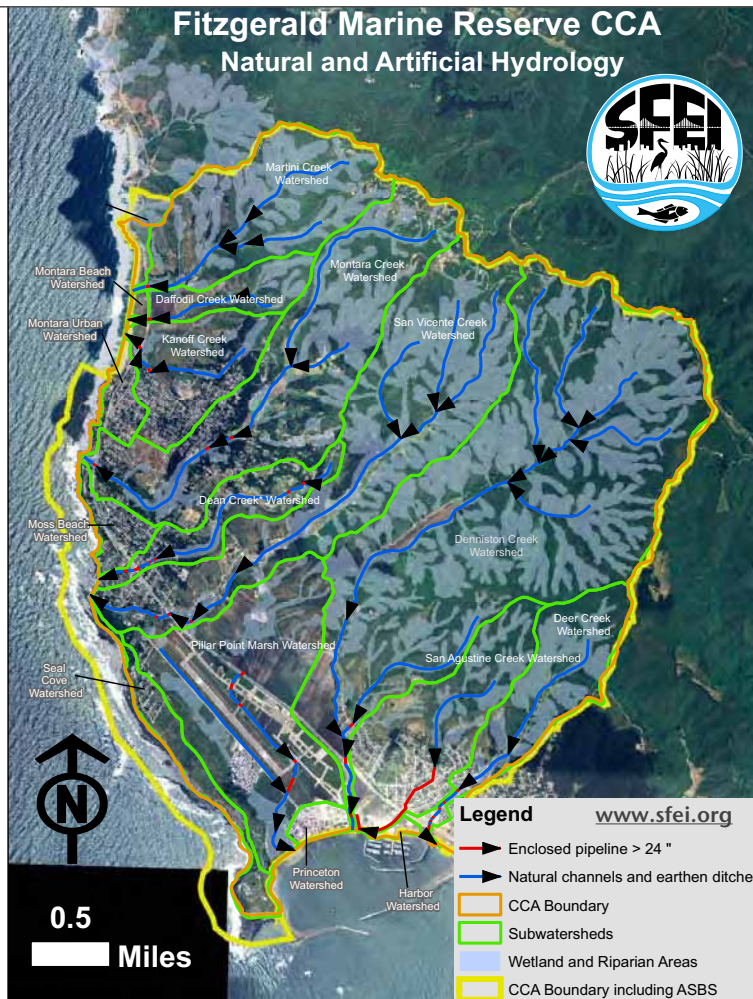 Fitzgerald Marine Reserve CCA
Natural and Artificial Hydrology
SFEI
Martini Creek
Watershed
Montara Creek
Watershed
Montara Beach
Watershed
Daffodil Creek Watershed
Montara Urban
Watershed
Kanoff Creek
Watershed
San Vicente Creek
Watershed
Dean Creek Watershed
Moss Beach
Watershed
Denniston Creek
Watershed
Deer Creek
Watershed
Pillar Point Marsh Watershed
San Agustine Creek Watershed
Seal
Cove
Watershed
N
Princeton
Watershed
Harbor
Watershed
0.5
Miles
Legend
www.sfei.org
Enclosed pipeline > 24 "
Natural channels and earthen ditche
CCA Boundary
Subwatersheds
Wetland and Riparian Areas
CCA Boundary including ASBS